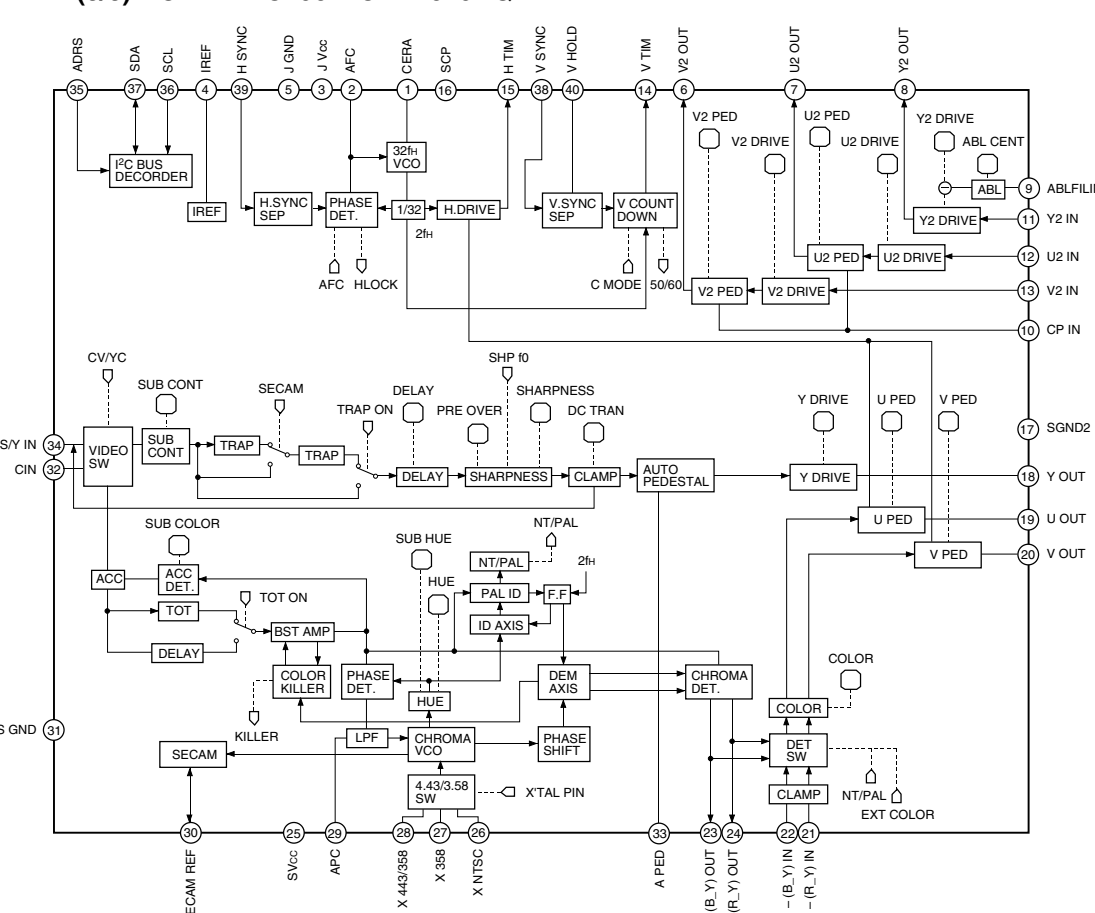 ADRS
SDA
SCL
IREF
H SYNC
J GND
J Vcc
AFC
CERA
SCP
H TIM
V SYNC
V HOLD
V TIM
V2 OUT
U2 OUT
Y2 OUT
35
37
36
4
39
5
3
2
1
16
15
38
40
14
6
7
8
V2 PED
U2 PED
Y2 DRIVE
V2 DRIVE
U2 DRIVE
ABL CENT
32fH
VCO
I²C BUS
DECORDER
ABL
9
ABLFILI
IREF
H.SYNC
SEP
PHASE
DET.
1/32
H.DRIVE
V.SYNC
SEP
V COUNT
DOWN
Y2 DRIVE
11
Y2 IN
2fH
U2 PED
U2 DRIVE
12
U2 IN
AFC
HLOCK
C MODE
50/60
V2 PED
V2 DRIVE
13
V2 IN
10
CP IN
CV/YC
SHP f0
SUB CONT
SECAM
DELAY
SHARPNESS
TRAP ON
PRE OVER
DC TRAN
Y DRIVE
U PED
V PED
S/Y IN
34
VIDEO
SW
SUB
CONT
TRAP
TRAP
17
SGND2
CIN
32
DELAY
SHARPNESS
CLAMP
AUTO
PEDESTAL
Y DRIVE
18
Y OUT
U PED
19
U OUT
SUB COLOR
SUB HUE
NT/PAL
V PED
20
V OUT
ACC
ACC
DET.
HUE
NT/PAL
2fH
TOT ON
PAL ID
F.F
TOT
BST AMP
ID AXIS
DELAY
COLOR
KILLER
PHASE
DET.
HUE
DEM
AXIS
CHROMA
DET.
COLOR
COLOR
S GND
31
KILLER
LPF
CHROMA
VCO
PHASE
SHIFT
DET
SW
SECAM
4.43/3.58
SW
X'TAL PIN
CLAMP
NT/PAL
EXT COLOR
30
25
29
28
27
26
33
23
24
22
21
ECAM REF
SVcc
APC
X 443/358
X 358
X NTSC
A PED
(B_Y) OUT
(R_Y) OUT
– (B_Y) IN
– (R_Y) IN